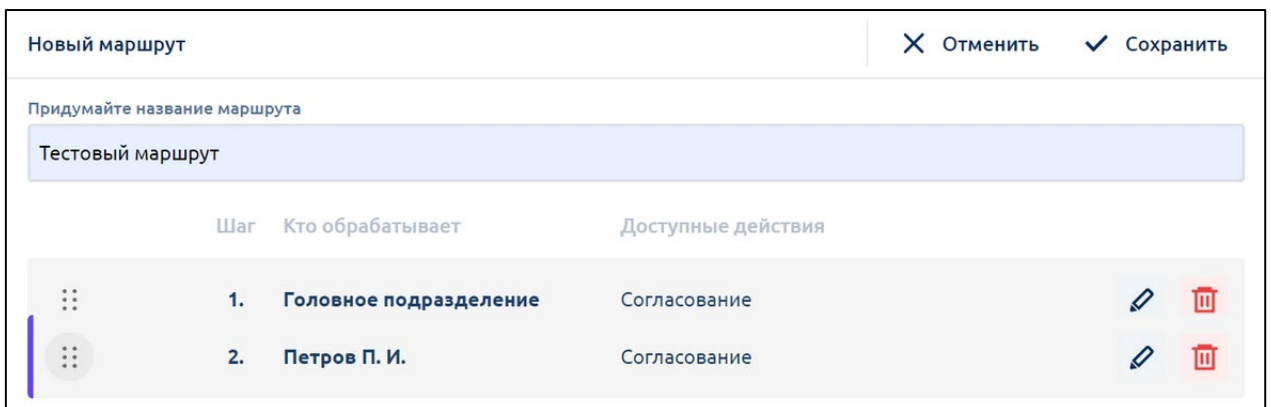 Новый маршрут Отменить Сохранить
Придумайте название маршрута
Тестовый маршрут
Шаг Кто обрабатывает Доступные действия
1. Головное подразделение Согласование
2. Петров П. И. Согласование